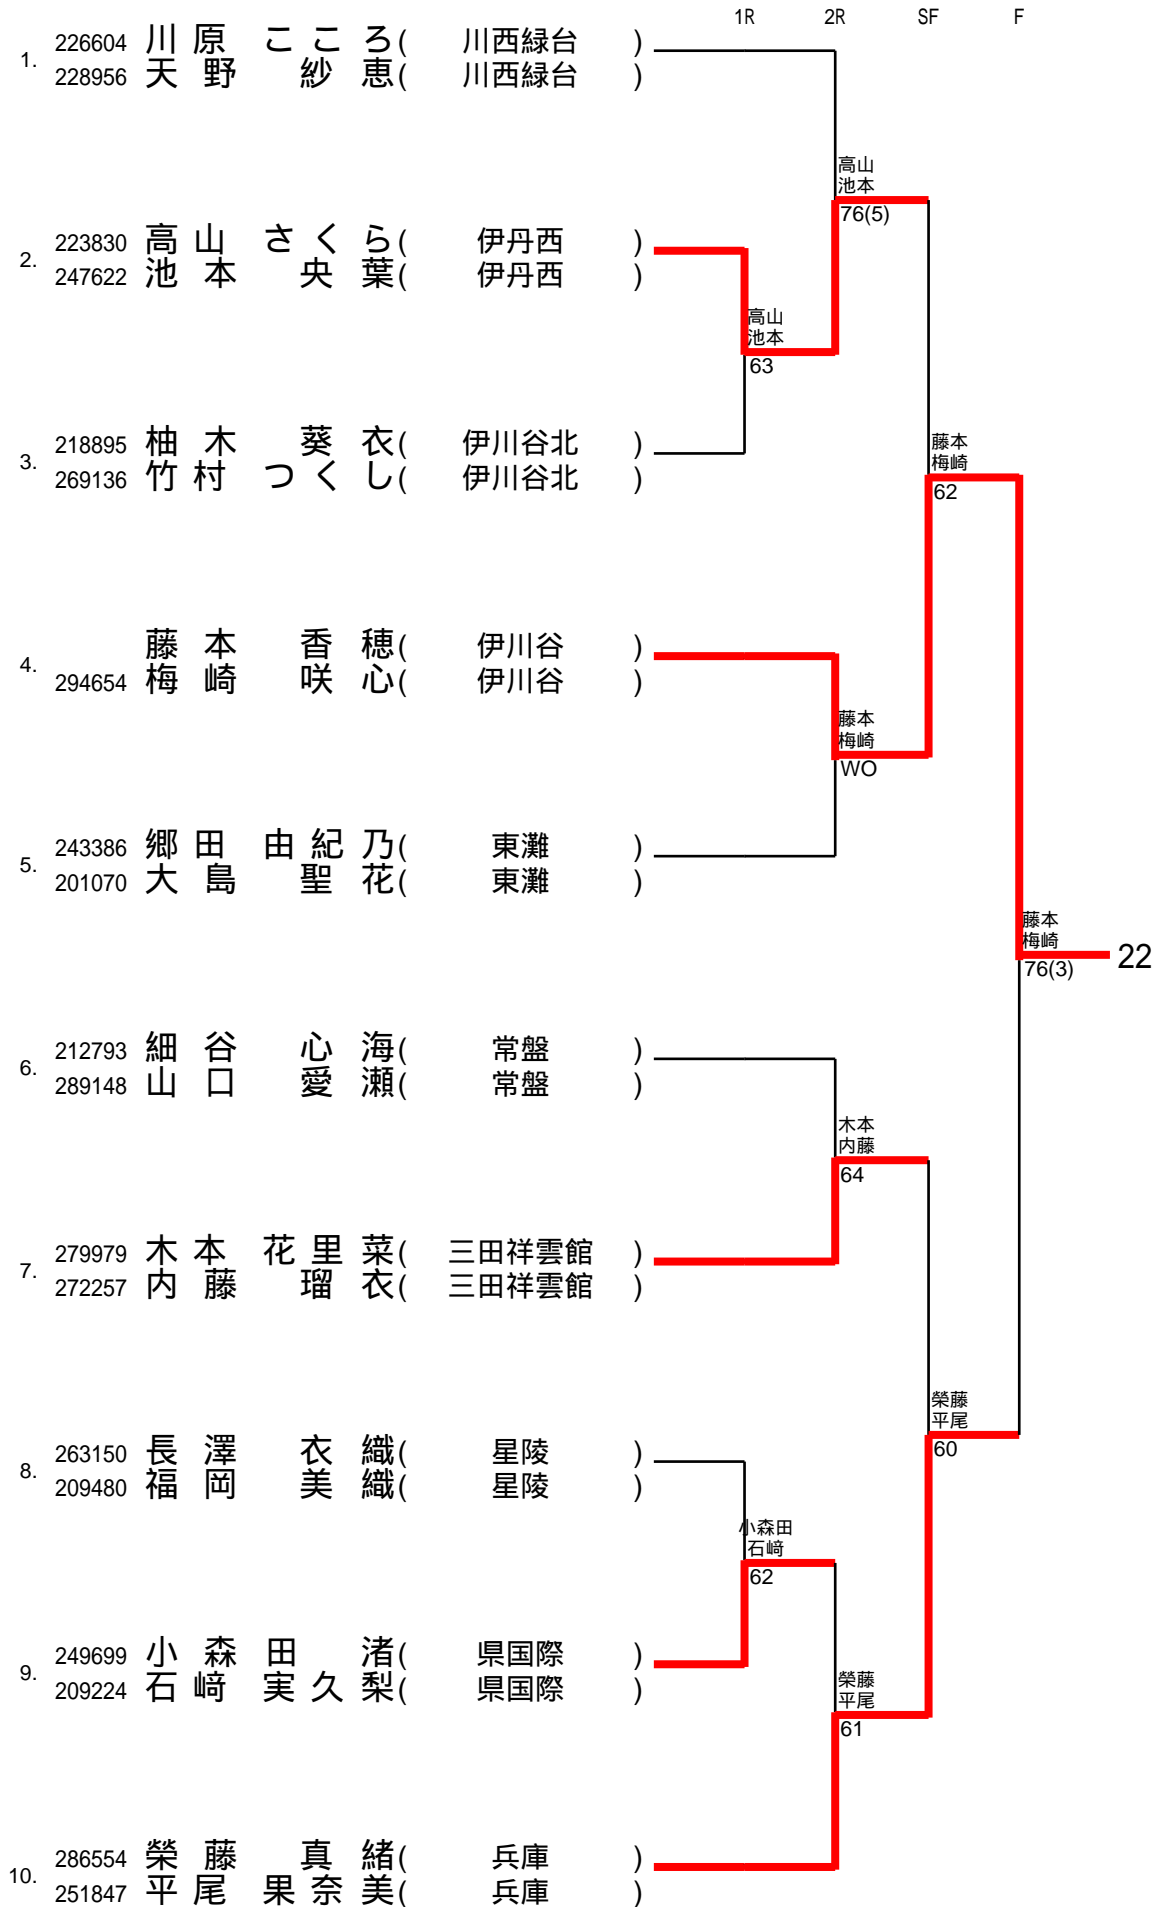 1R 2R SF F
1. 226604 川原 こころ( 川西緑台 )
228956 天野 紗恵( 川西緑台 )
高山
池本
76(5)
2. 223830 高山 さくら( 伊丹西 )
247622 池本 央葉( 伊丹西 )
高山
池本
63
3. 218895 柚木 葵衣( 伊川谷北 )
269136 竹村 つくし( 伊川谷北 )
藤本
梅崎
62
4. 藤本 香穂( 伊川谷 )
294654 梅崎 咲心( 伊川谷 )
藤本
梅崎
WO
5. 243386 郷田 由紀乃( 東灘 )
201070 大島 聖花( 東灘 )
藤本
梅崎
76(3)
22
6. 212793 細谷 心海( 常盤 )
289148 山口 愛瀬( 常盤 )
木本
内藤
64
7. 279979 木本 花里菜( 三田祥雲館 )
272257 内藤 瑠衣( 三田祥雲館 )
榮藤
平尾
60
8. 263150 長澤 衣織( 星陵 )
209480 福岡 美織( 星陵 )
小森田
石﨑
62
9. 249699 小森田 渚( 県国際 )
209224 石﨑 実久梨( 県国際 )
榮藤
平尾
61
10. 286554 榮藤 真緒( 兵庫 )
251847 平尾 果奈美( 兵庫 )